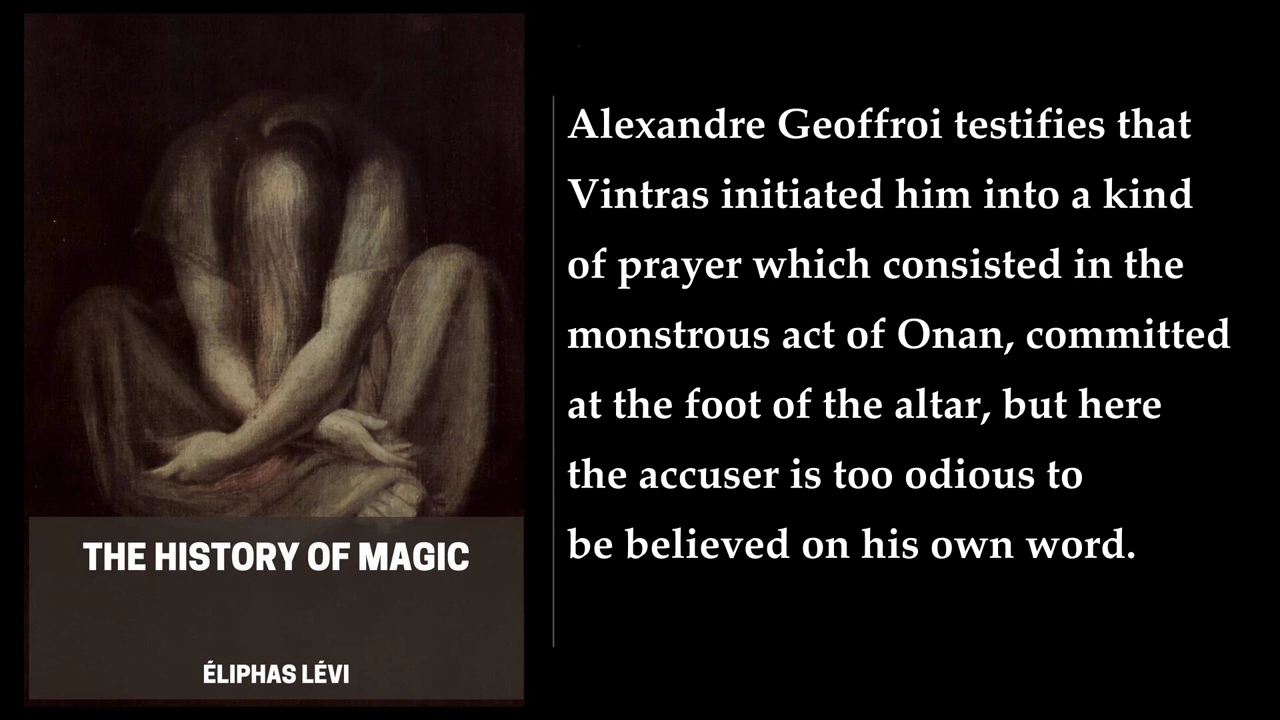 THE HISTORY OF MAGIC
ÉLIPHAS LÉVI
Alexandre Geoffroi testifies that
Vintras initiated him into a kind
of prayer which consisted in the
monstrous act of Onan, committed
at the foot of the altar, but here
the accuser is too odious to
be believed on his own word.